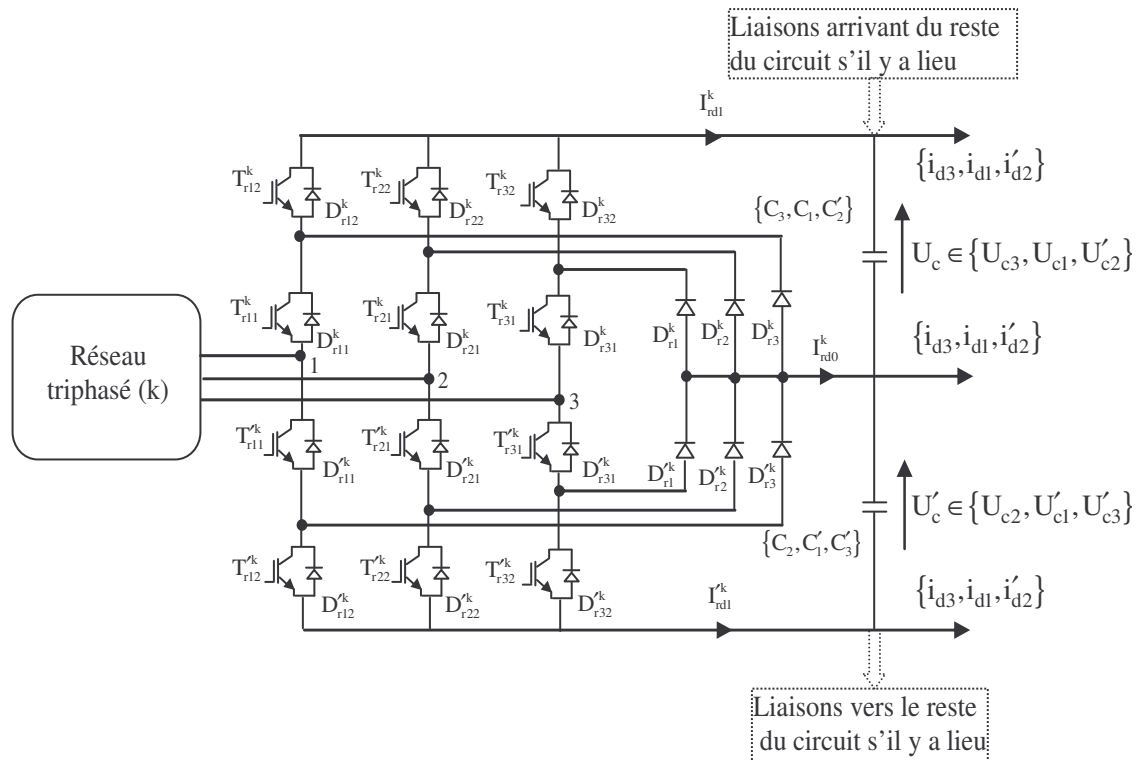 Liaisons arrivant du reste
du circuit s'il y a lieu
I^k_rd1
{i_d3, i_d1, i′_d2}
T^k_r12
D^k_r12
T^k_r22
D^k_r22
T^k_r32
D^k_r32
{C_3, C_1, C′_2}
U_c ∈ {U_c3, U_c1, U′_c2}
T^k_r11
D^k_r11
T^k_r21
D^k_r21
T^k_r31
D^k_r31
D^k_r1
D^k_r2
D^k_r3
I^k_rd0
{i_d3, i_d1, i′_d2}
Réseau
triphasé (k)
1
2
3
T′^k_r11
D′^k_r11
T′^k_r21
D′^k_r21
T′^k_r31
D′^k_r31
D′^k_r1
D′^k_r2
D′^k_r3
U′_c ∈ {U_c2, U′_c1, U′_c3}
{C_2, C′_1, C′_3}
T′^k_r12
D′^k_r12
T′^k_r22
D′^k_r22
T′^k_r32
D′^k_r32
I′^k_rd1
{i_d3, i_d1, i′_d2}
Liaisons vers le reste
du circuit s'il y a lieu